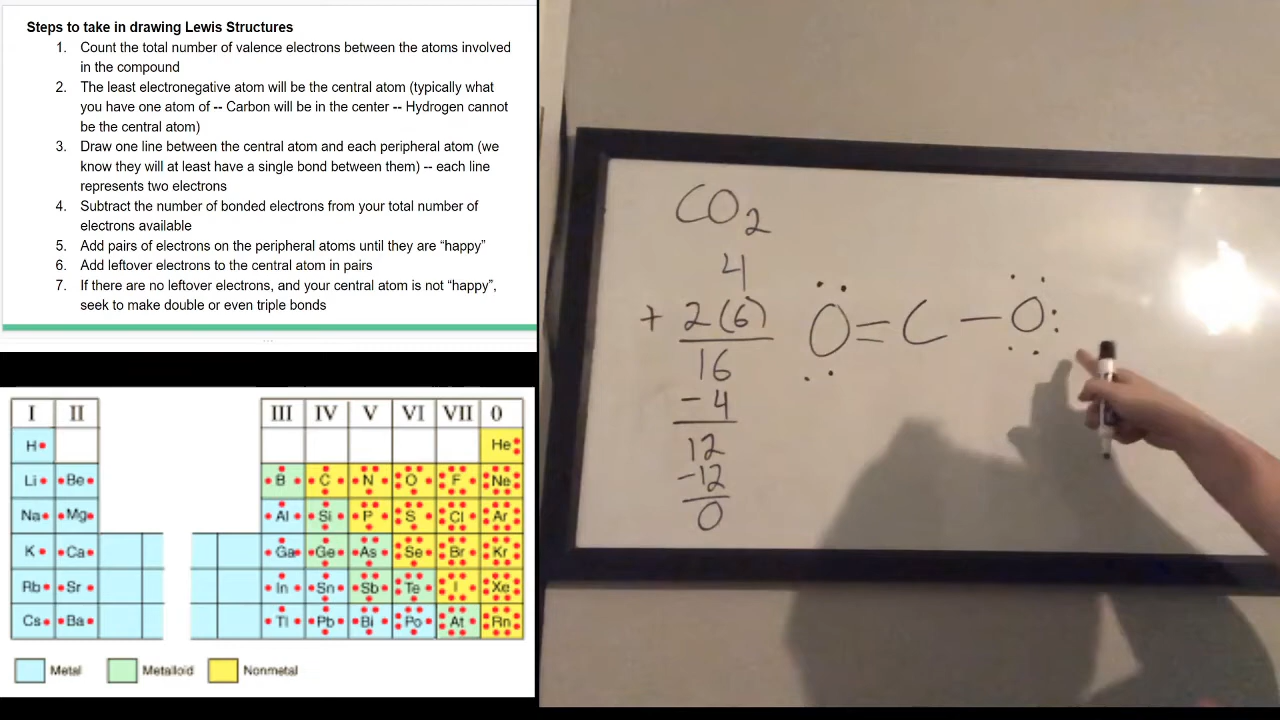 Steps to take in drawing Lewis Structures
1. Count the total number of valence electrons between the atoms involved
in the compound
2. The least electronegative atom will be the central atom (typically what
you have one atom of -- Carbon will be in the center -- Hydrogen cannot
be the central atom)
3. Draw one line between the central atom and each peripheral atom (we
know they will at least have a single bond between them) -- each line
represents two electrons
4. Subtract the number of bonded electrons from your total number of
electrons available
5. Add pairs of electrons on the peripheral atoms until they are “happy”
6. Add leftover electrons to the central atom in pairs
7. If there are no leftover electrons, and your central atom is not “happy”,
seek to make double or even triple bonds
I II III IV V VI VII 0
H He
Li Be B C N O F Ne
Na Mg Al Si P S Cl Ar
K Ca Ga Ge As Se Br Kr
Rb Sr In Sn Sb Te I Xe
Cs Ba Tl Pb Bi Po At Rn
Metal Metalloid Nonmetal
CO2
4
+ 2(6)
16
-4
12
-12
0
O=C-O: